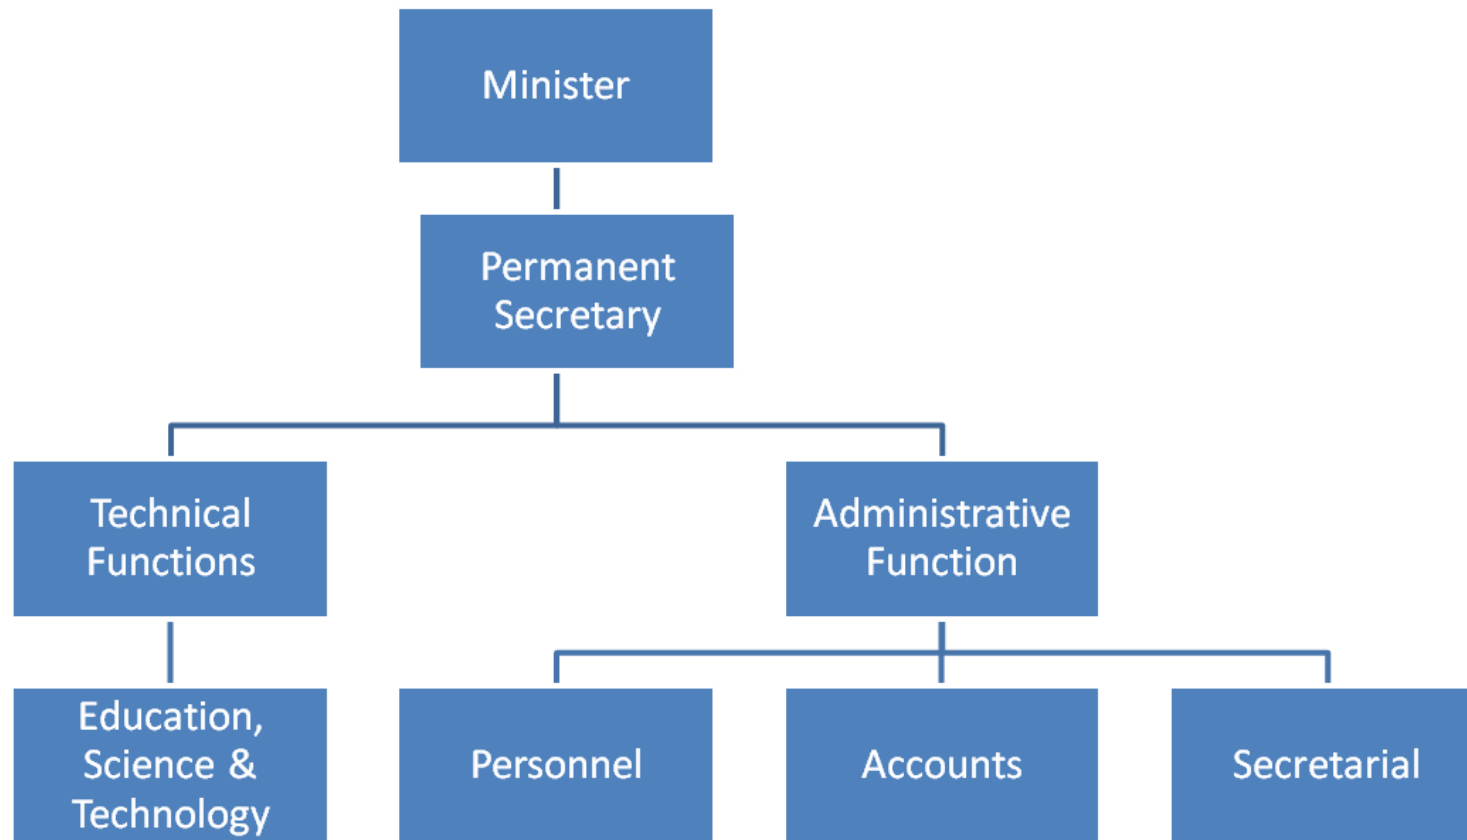 Minister
Permanent
Secretary
Technical
Functions
Administrative
Function
Education,
Science &
Technology
Personnel
Accounts
Secretarial